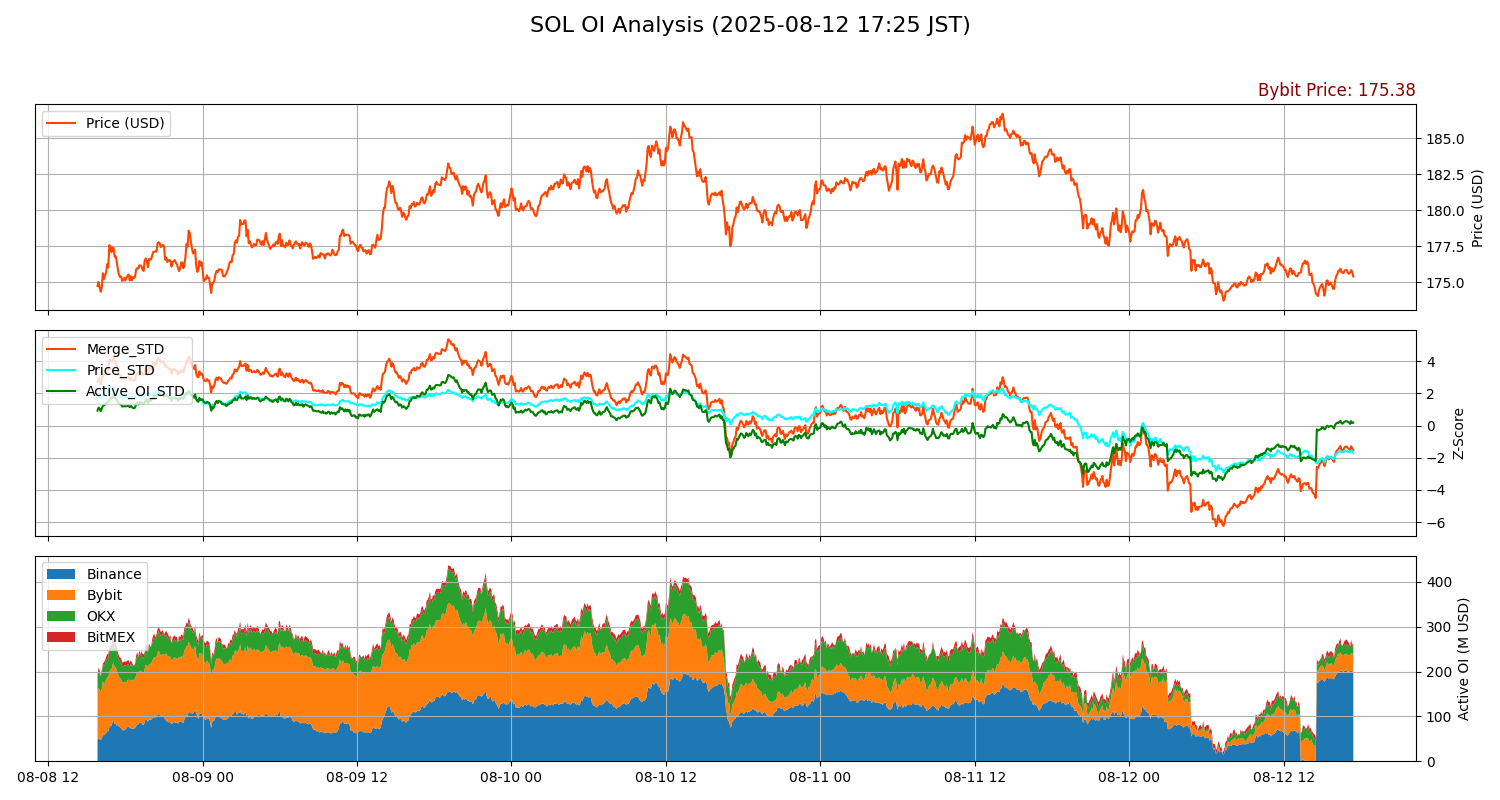 SOL OI Analysis (2025-08-12 17:25 JST)
Bybit Price: 175.38
Price (USD)
185.0
182.5
180.0
177.5
175.0
Price (USD)
Merge_STD
Price_STD
Active_OI_STD
4
2
0
−2
−4
−6
Z-Score
Binance
Bybit
OKX
BitMEX
400
300
200
100
0
Active OI (M USD)
08-08 12
08-09 00
08-09 12
08-10 00
08-10 12
08-11 00
08-11 12
08-12 00
08-12 12